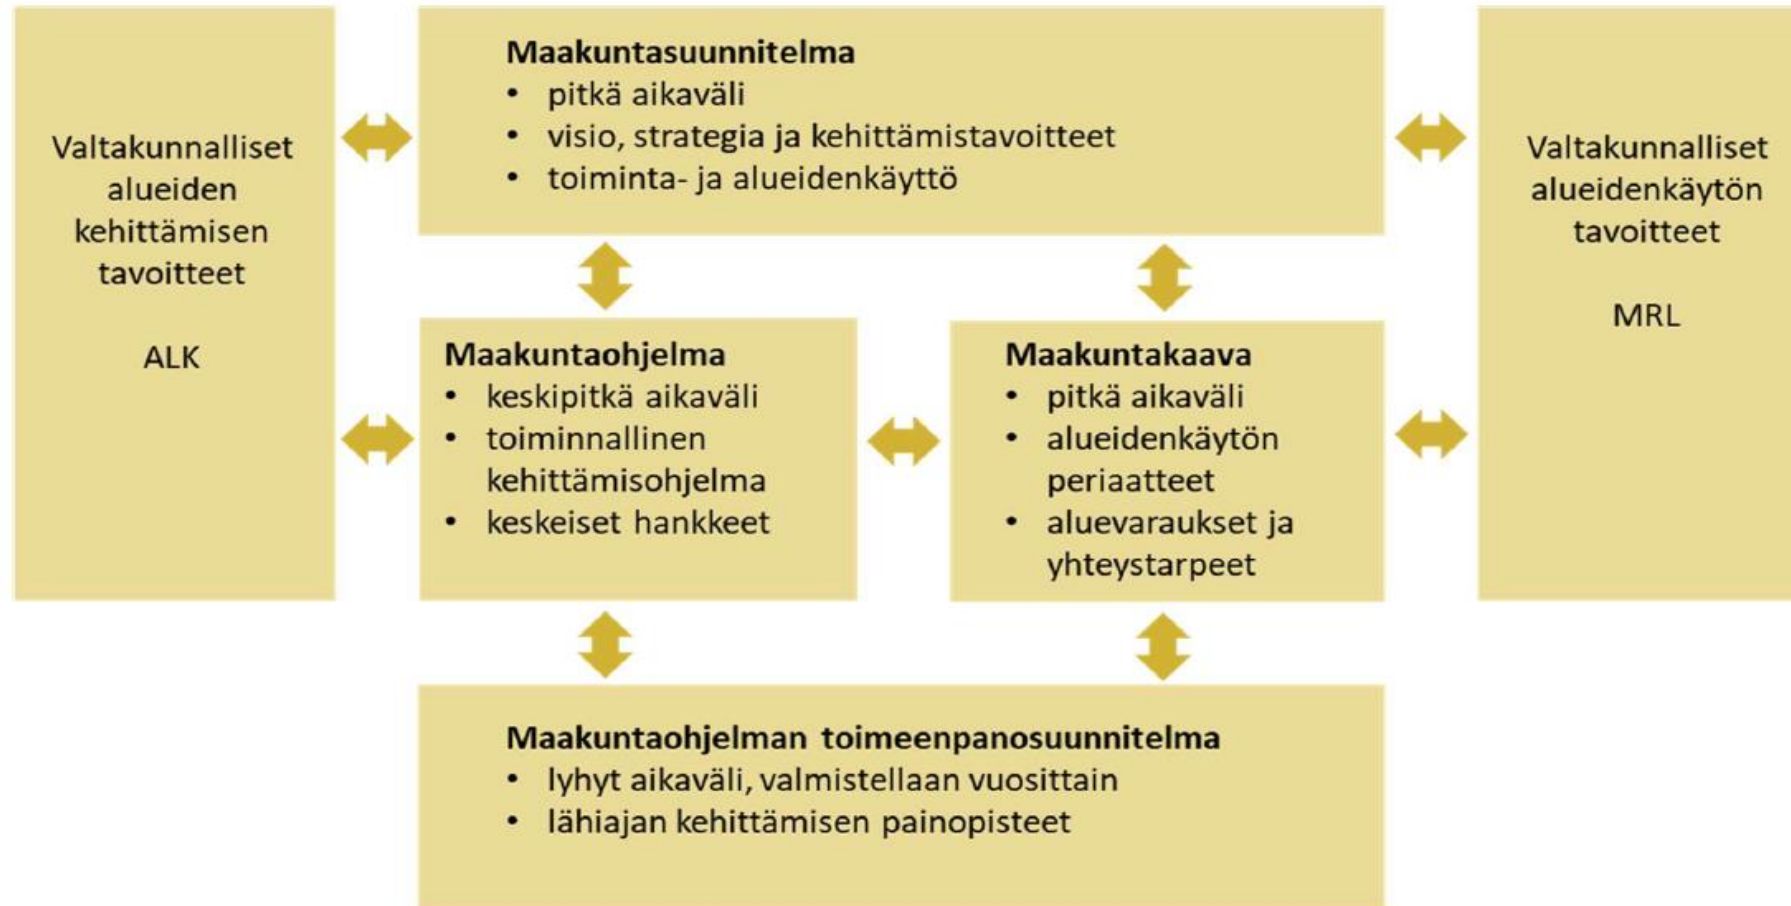 Valtakunnalliset
alueiden
kehittämisen
tavoitteet
ALK
Maakuntasuunnitelma
• pitkä aikaväli
• visio, strategia ja kehittämistavoitteet
• toiminta- ja alueidenkäyttö
Valtakunnalliset
alueidenkäytön
tavoitteet
MRL
Maakuntaohjelma
• keskipitkä aikaväli
• toiminnallinen
kehittämisohjelma
• keskeiset hankkeet
Maakuntakaava
• pitkä aikaväli
• alueidenkäytön
periaatteet
• aluevaraukset ja
yhteystarpeet
Maakuntaohjelman toimeenpanosuunnitelma
• lyhyt aikaväli, valmistellaan vuosittain
• lähiajan kehittämisen painopisteet